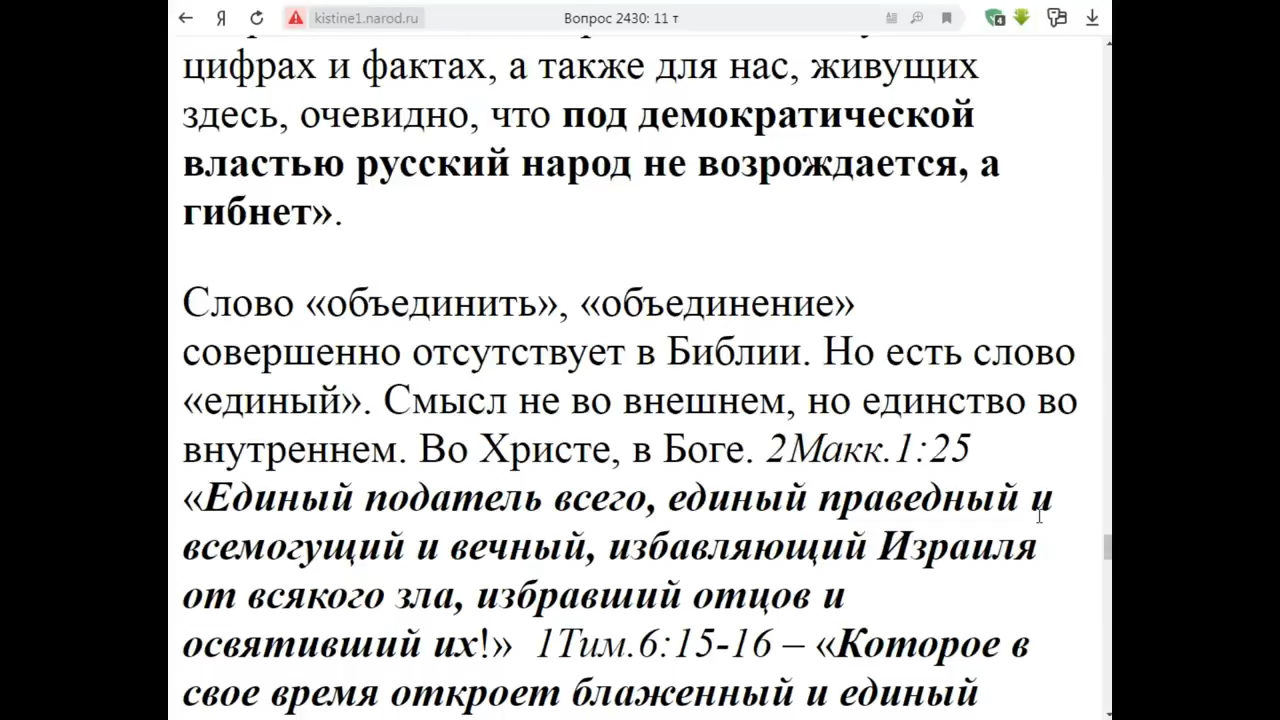 kistine1.narod.ru
Вопрос 2430: 11 т
цифрах и фактах, а также для нас, живущих
здесь, очевидно, что под демократической
властью русский народ не возрождается, а
гибнет».
Слово «объединить», «объединение»
совершенно отсутствует в Библии. Но есть слово
«единый». Смысл не во внешнем, но единство во
внутреннем. Во Христе, в Боге. 2Макк.1:25
«Единый податель всего, единый праведный и
всемогущий и вечный, избавляющий Израиля
от всякого зла, избравший отцов и
освятивший их!» 1Тим.6:15-16 – «Которое в
свое время откроет блаженный и единый